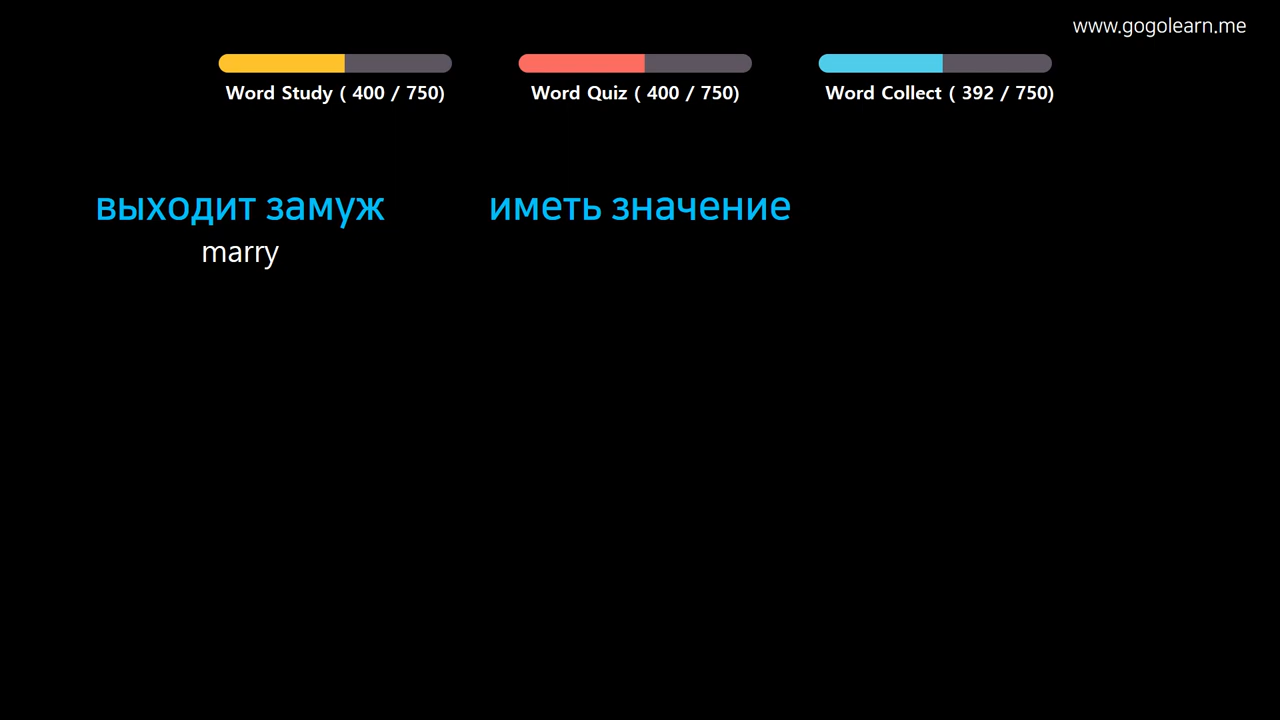 www.gogolearn.me
Word Study ( 400 / 750)
Word Quiz ( 400 / 750)
Word Collect ( 392 / 750)
выходит замуж
marry
иметь значение